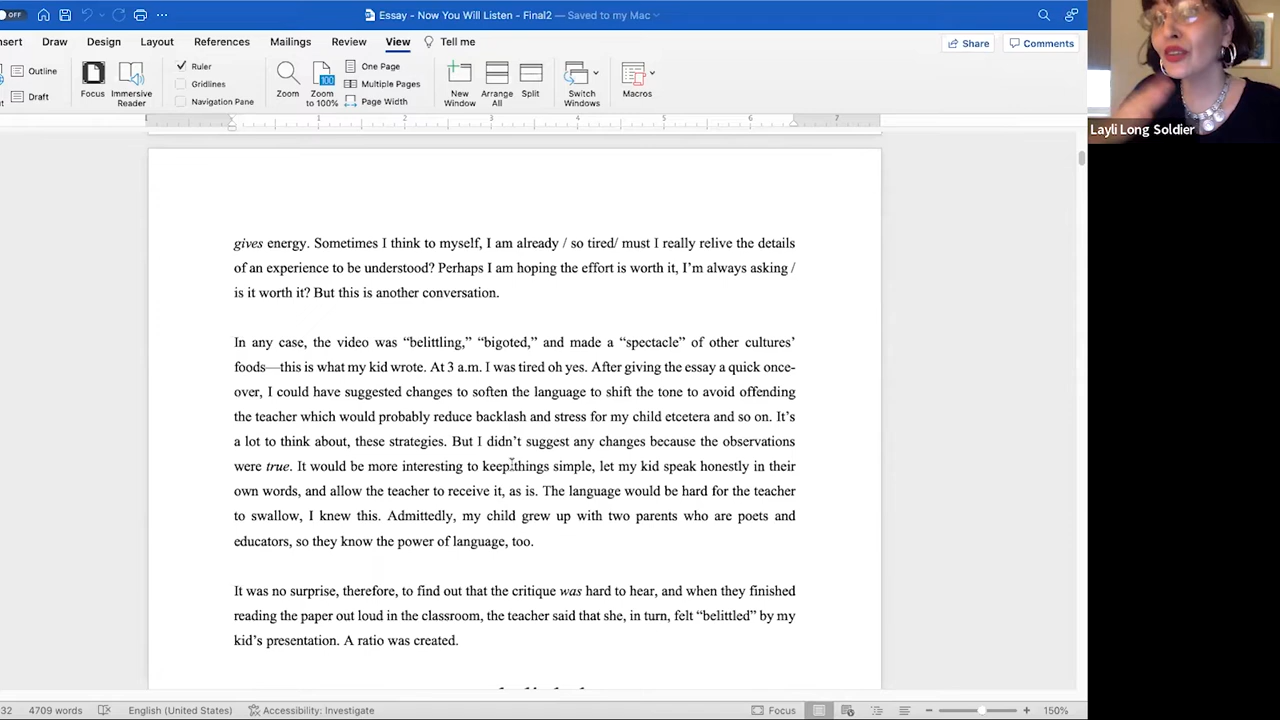 OFF
Essay - Now You Will Listen - Final2 — Saved to my Mac
nsert Draw Design Layout References Mailings Review View Tell me
Share Comments
Outline
Draft
Focus
Immersive
Reader
Ruler
Gridlines
Navigation Pane
Zoom
100
Zoom
to 100%
One Page
Multiple Pages
Page Width
New
Window
Arrange
All
Split
Switch
Windows
Macros
Layli Long Soldier
1 2 3 4 5 6 7
gives energy. Sometimes I think to myself, I am already / so tired/ must I really relive the details
of an experience to be understood? Perhaps I am hoping the effort is worth it, I’m always asking /
is it worth it? But this is another conversation.
In any case, the video was “belittling,” “bigoted,” and made a “spectacle” of other cultures’
foods—this is what my kid wrote. At 3 a.m. I was tired oh yes. After giving the essay a quick once-
over, I could have suggested changes to soften the language to shift the tone to avoid offending
the teacher which would probably reduce backlash and stress for my child etcetera and so on. It’s
a lot to think about, these strategies. But I didn’t suggest any changes because the observations
were true. It would be more interesting to keep things simple, let my kid speak honestly in their
own words, and allow the teacher to receive it, as is. The language would be hard for the teacher
to swallow, I knew this. Admittedly, my child grew up with two parents who are poets and
educators, so they know the power of language, too.
It was no surprise, therefore, to find out that the critique was hard to hear, and when they finished
reading the paper out loud in the classroom, the teacher said that she, in turn, felt “belittled” by my
kid’s presentation. A ratio was created.
32 4709 words English (United States) Accessibility: Investigate Focus 150%